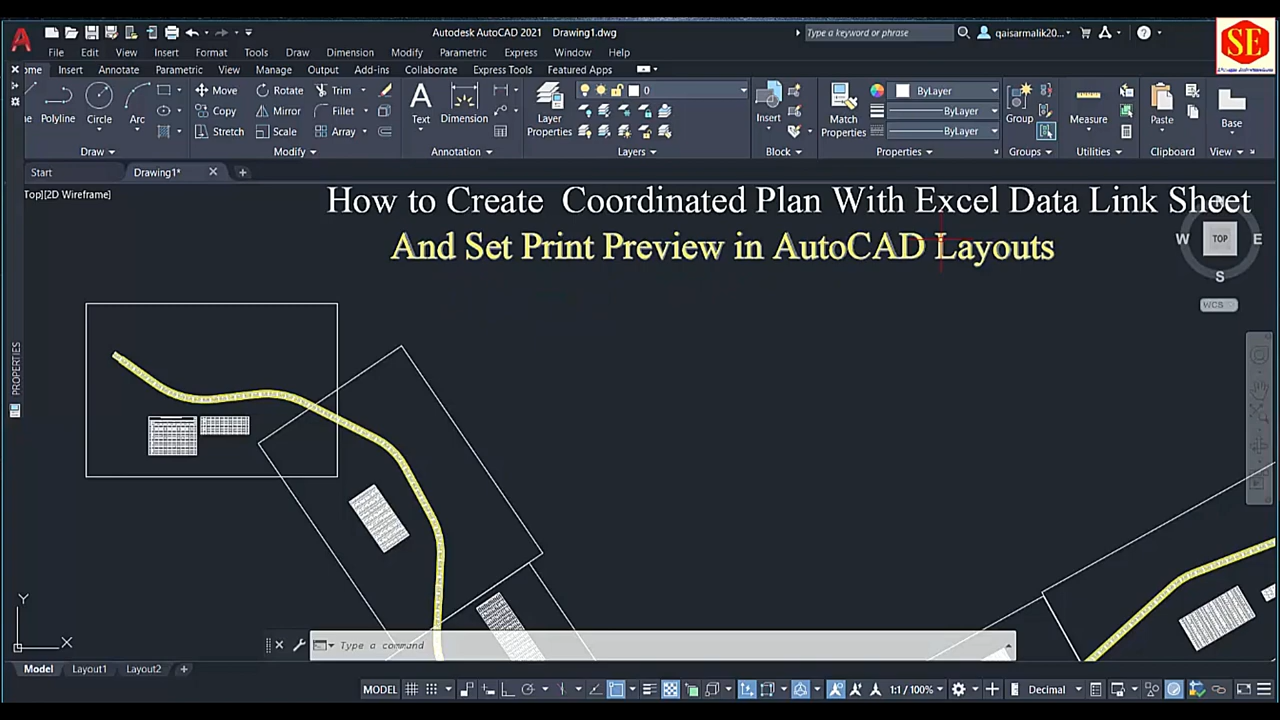 Autodesk AutoCAD 2021 Drawing1.dwg
Type a keyword or phrase
qaisarmalik20...
SE
File Edit View Insert Format Tools Draw Dimension Modify Parametric Express Window Help
ome Insert Annotate Parametric View Manage Output Add-ins Collaborate Express Tools Featured Apps
Move Rotate Trim
Copy Mirror Fillet
Stretch Scale Array
Polyline Circle Arc
Text Dimension
Layer Properties
0
Insert
Match Properties
ByLayer
ByLayer
ByLayer
Group
Measure
Paste
Base
Draw Modify Annotation Layers Block Properties Groups Utilities Clipboard View
Start Drawing1*
Top][2D Wireframe]
How to Create Coordinated Plan With Excel Data Link Sheet
And Set Print Preview in AutoCAD Layouts
W TOP E
S
WCS
PROPERTIES
Y
X
Type a command
Model Layout1 Layout2
MODEL 1:1 / 100% Decimal